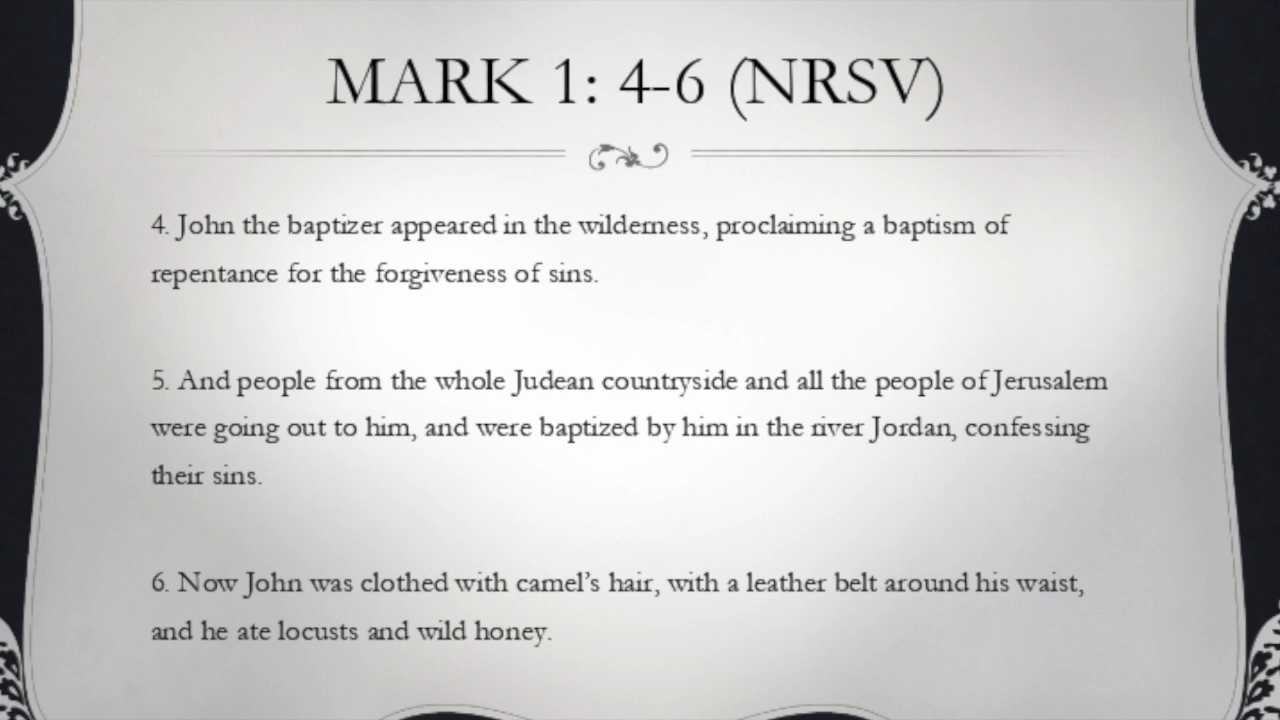 MARK 1: 4-6 (NRSV)
4. John the baptizer appeared in the wilderness, proclaiming a baptism of
repentance for the forgiveness of sins.
5. And people from the whole Judean countryside and all the people of Jerusalem
were going out to him, and were baptized by him in the river Jordan, confessing
their sins.
6. Now John was clothed with camel’s hair, with a leather belt around his waist,
and he ate locusts and wild honey.